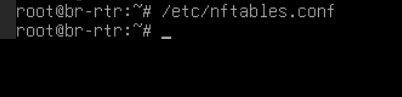 root@br-rtr:~# /etc/nftables.conf
root@br-rtr:~# _